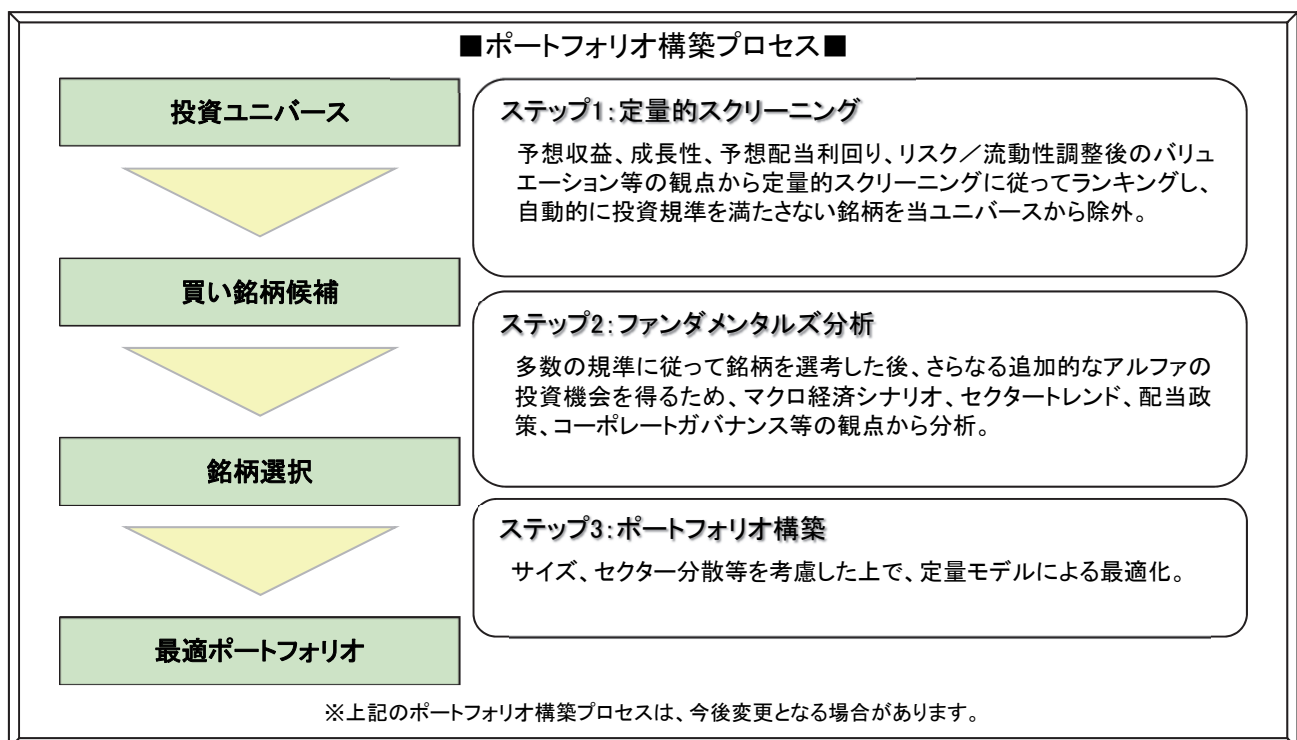 ■ポートフォリオ構築プロセス■
投資ユニバース
ステップ1:定量的スクリーニング
予想収益、成長性、予想配当利回り、リスク／流動性調整後のバリュ
エーション等の観点から定量的スクリーニングに従ってランキングし、
自動的に投資規準を満たさない銘柄を当ユニバースから除外。
買い銘柄候補
ステップ2:ファンダメンタルズ分析
多数の規準に従って銘柄を選考した後、さらなる追加的なアルファの
投資機会を得るため、マクロ経済シナリオ、セクタートレンド、配当政
策、コーポレートガバナンス等の観点から分析。
銘柄選択
ステップ3:ポートフォリオ構築
サイズ、セクター分散等を考慮した上で、定量モデルによる最適化。
最適ポートフォリオ
※上記のポートフォリオ構築プロセスは、今後変更となる場合があります。